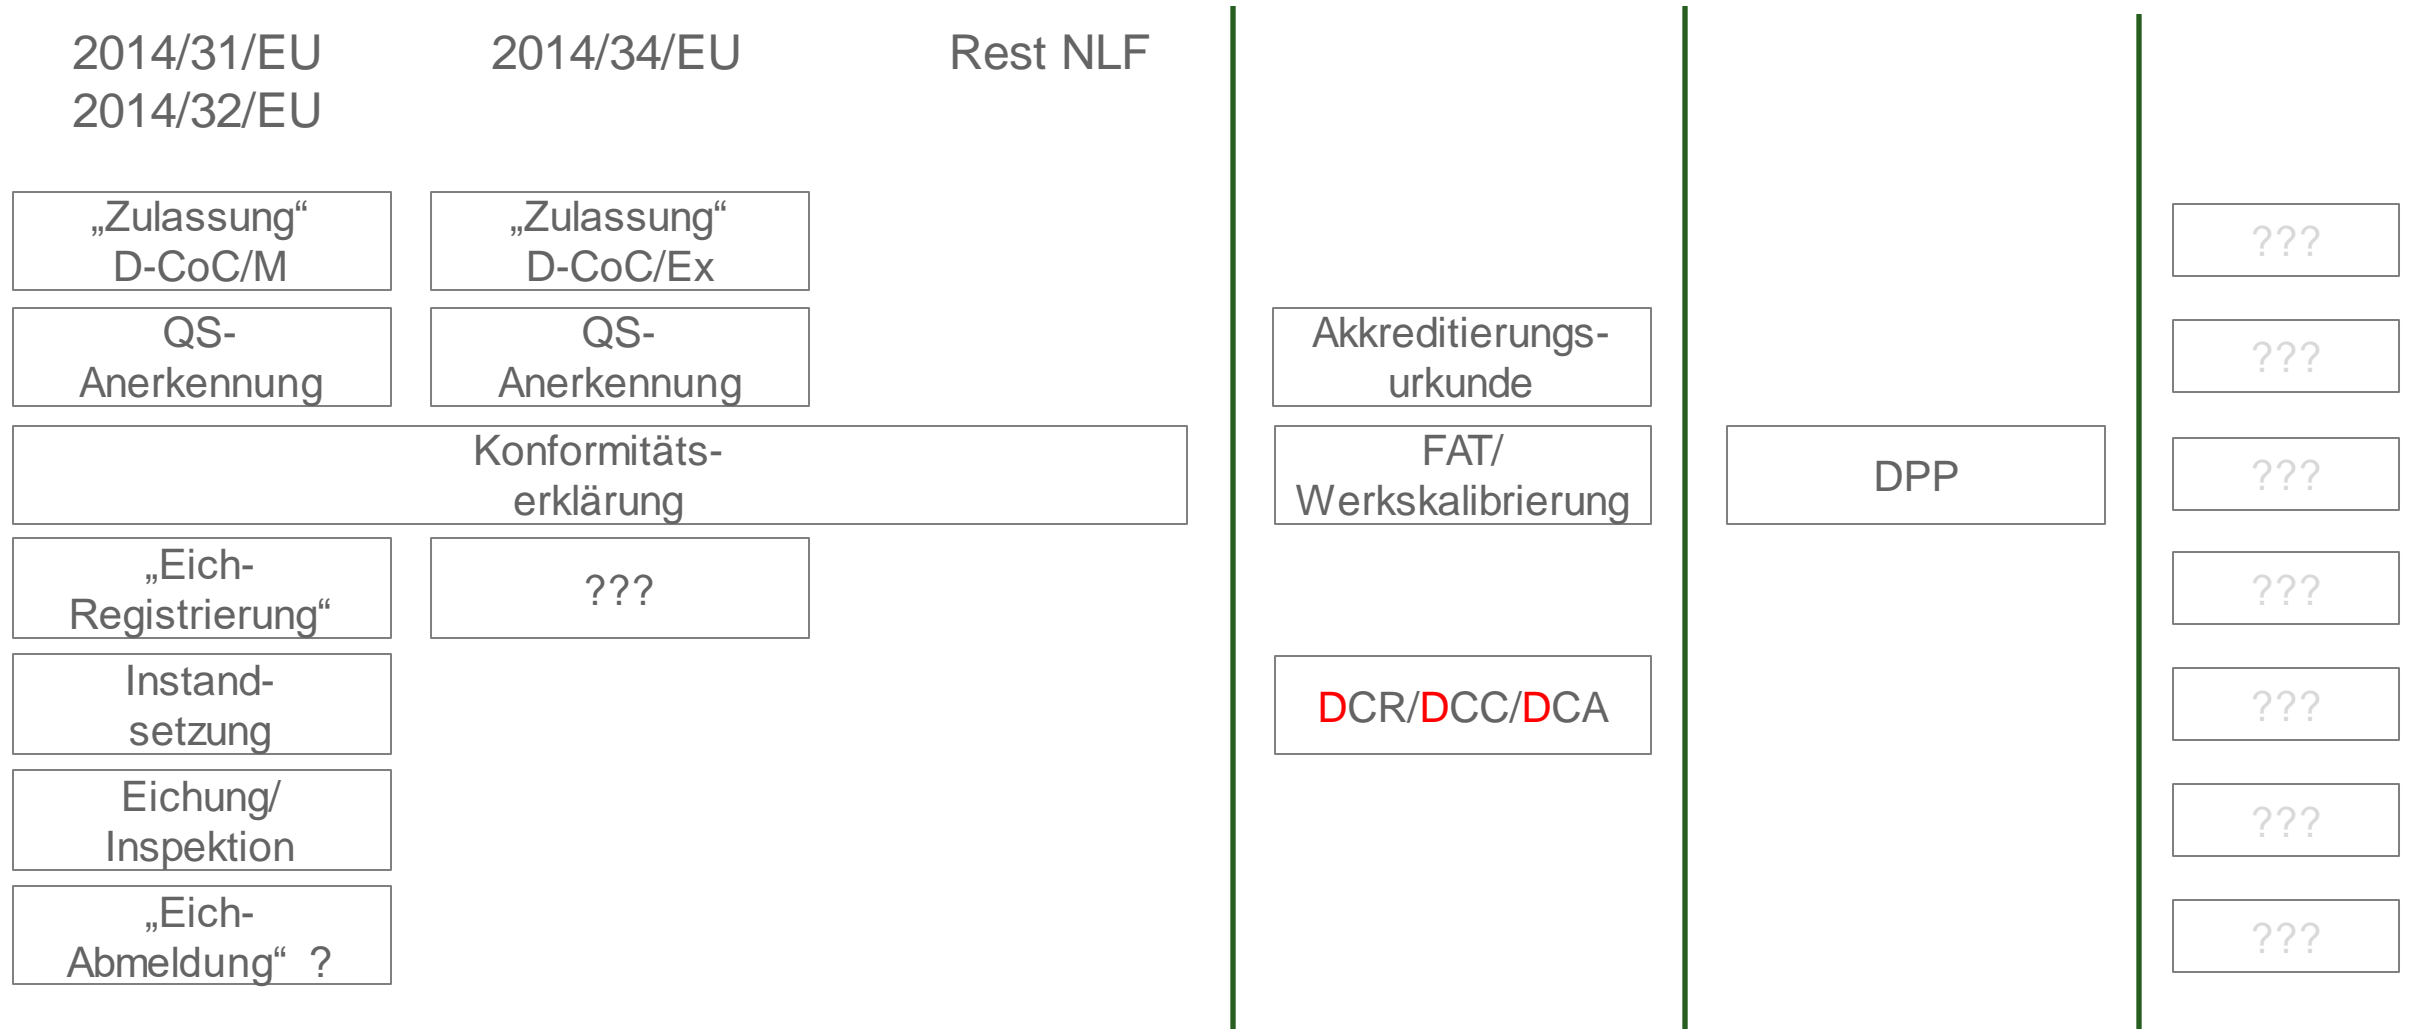 2014/31/EU
2014/32/EU
2014/34/EU
Rest NLF
„Zulassung“
D-CoC/M
„Zulassung“
D-CoC/Ex
???
QS-
Anerkennung
QS-
Anerkennung
Akkreditierungs-
urkunde
???
Konformitäts-
erklärung
FAT/
Werkskalibrierung
DPP
???
„Eich-
Registrierung“
???
???
Instand-
setzung
DCR/DCC/DCA
???
Eichung/
Inspektion
???
„Eich-
Abmeldung“ ?
???